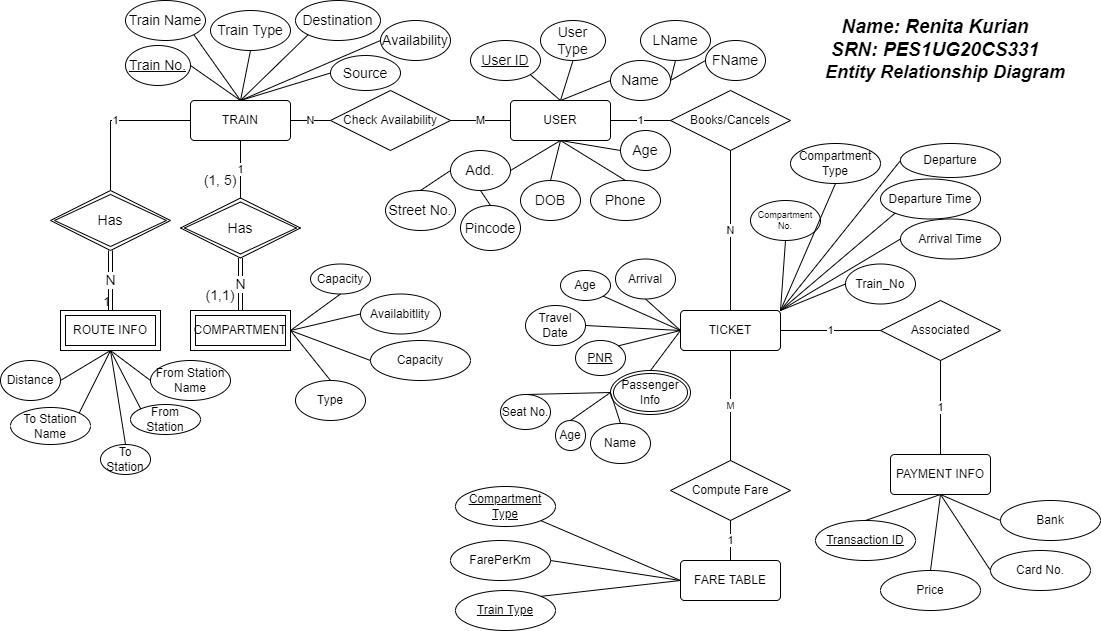 Name: Renita Kurian
SRN: PES1UG20CS331
Entity Relationship Diagram
Train Name
Train Type
Destination
Availability
Train No.
Source
User ID
User
Type
LName
FName
Name
TRAIN
N
Check Availability
M
USER
1
Books/Cancels
1
1
(1, 5)
Has
Has
N
1
N
(1,1)
ROUTE INFO
COMPARTMENT
Add.
Age
Street No.
Pincode
DOB
Phone
N
Compartment
Type
Departure
Compartment
No.
Departure Time
Arrival Time
Train_No
Capacity
Availabitlity
Capacity
Type
Distance
From Station
Name
To Station
Name
From
Station
To
Station
Age
Arrival
Travel
Date
PNR
Passenger
Info
Seat No.
Age
Name
TICKET
1
Associated
1
M
PAYMENT INFO
Compute Fare
1
FARE TABLE
Compartment
Type
FarePerKm
Train Type
Transaction ID
Bank
Card No.
Price